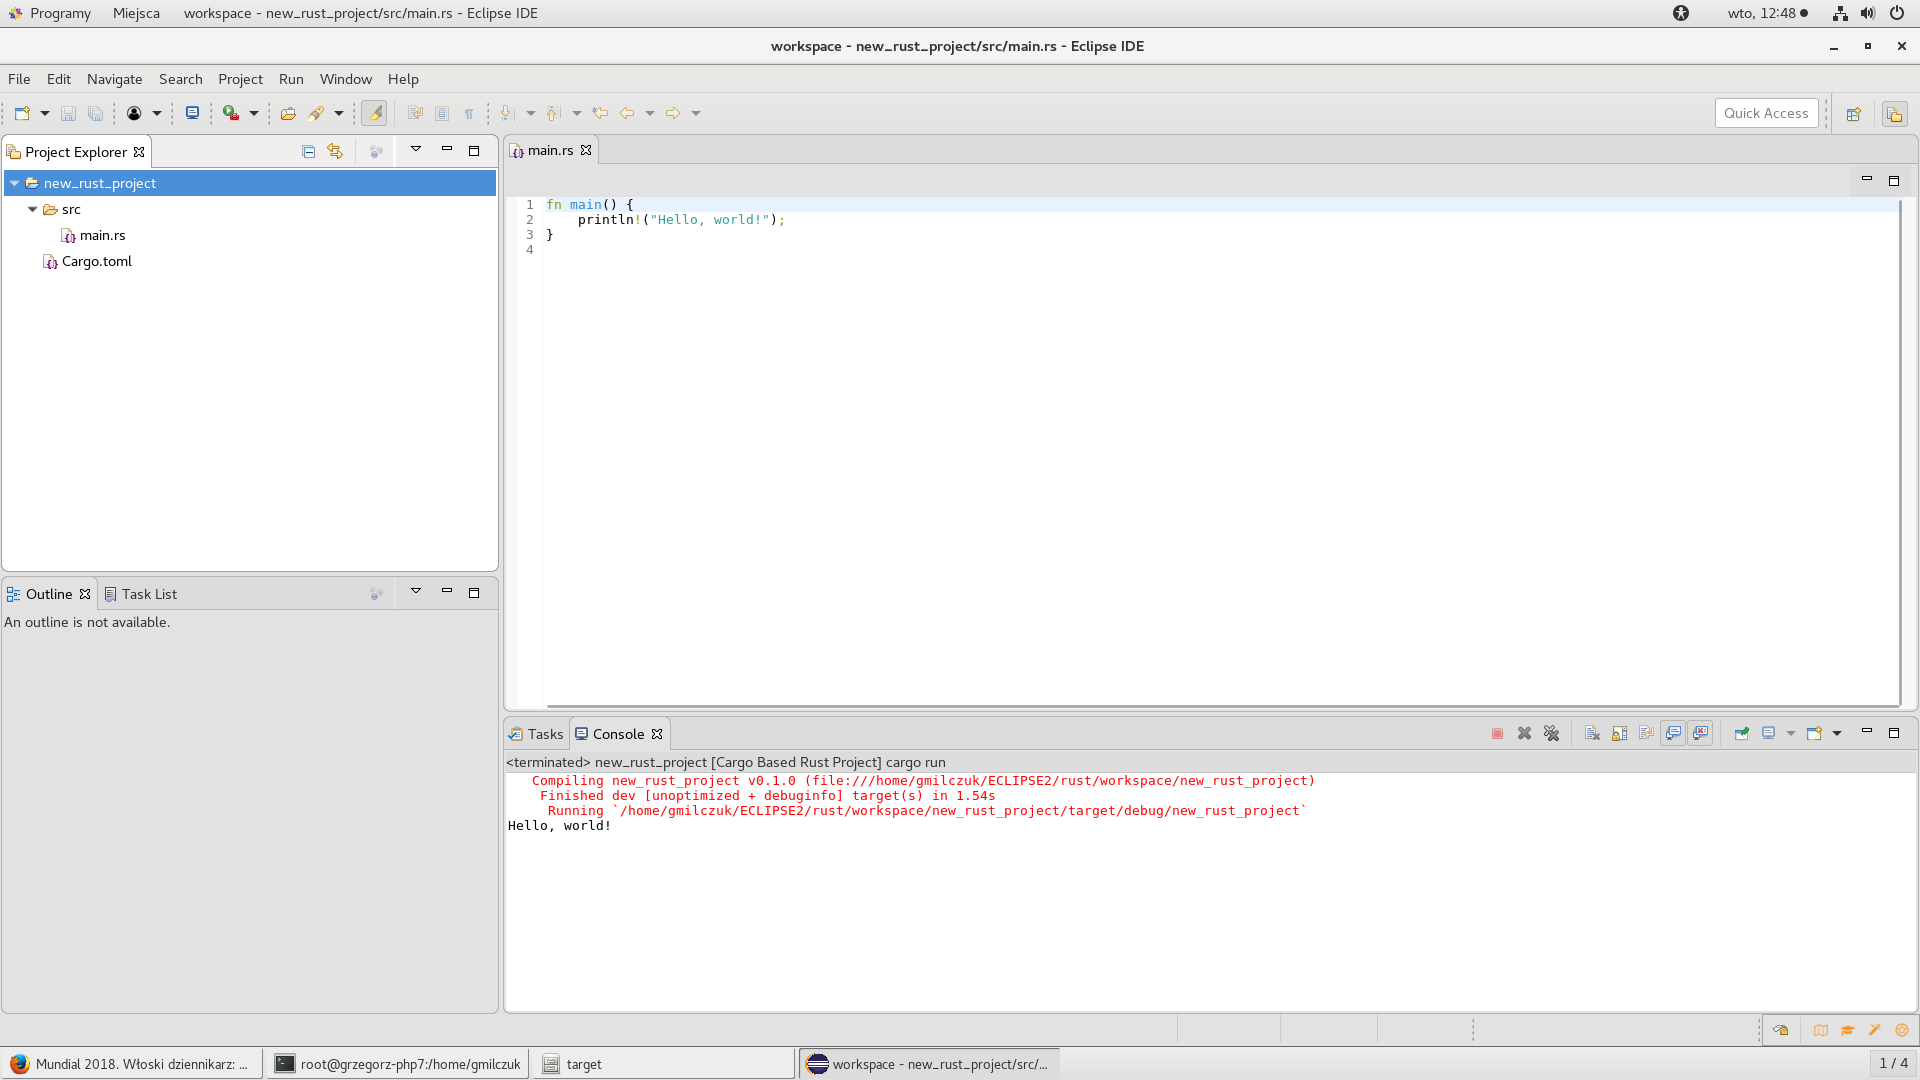 Programy Miejsca workspace - new_rust_project/src/main.rs - Eclipse IDE wto, 12:48
workspace - new_rust_project/src/main.rs - Eclipse IDE
File Edit Navigate Search Project Run Window Help
Quick Access
Project Explorer
new_rust_project
src
main.rs
Cargo.toml
main.rs
1 fn main() {
2     println!("Hello, world!");
3 }
4
Outline Task List
An outline is not available.
Tasks Console
<terminated> new_rust_project [Cargo Based Rust Project] cargo run
   Compiling new_rust_project v0.1.0 (file:///home/gmilczuk/ECLIPSE2/rust/workspace/new_rust_project)
    Finished dev [unoptimized + debuginfo] target(s) in 1.54s
     Running `/home/gmilczuk/ECLIPSE2/rust/workspace/new_rust_project/target/debug/new_rust_project`
Hello, world!
Mundial 2018. Włoski dziennikarz: ... root@grzegorz-php7:/home/gmilczuk target workspace - new_rust_project/src/... 1 / 4